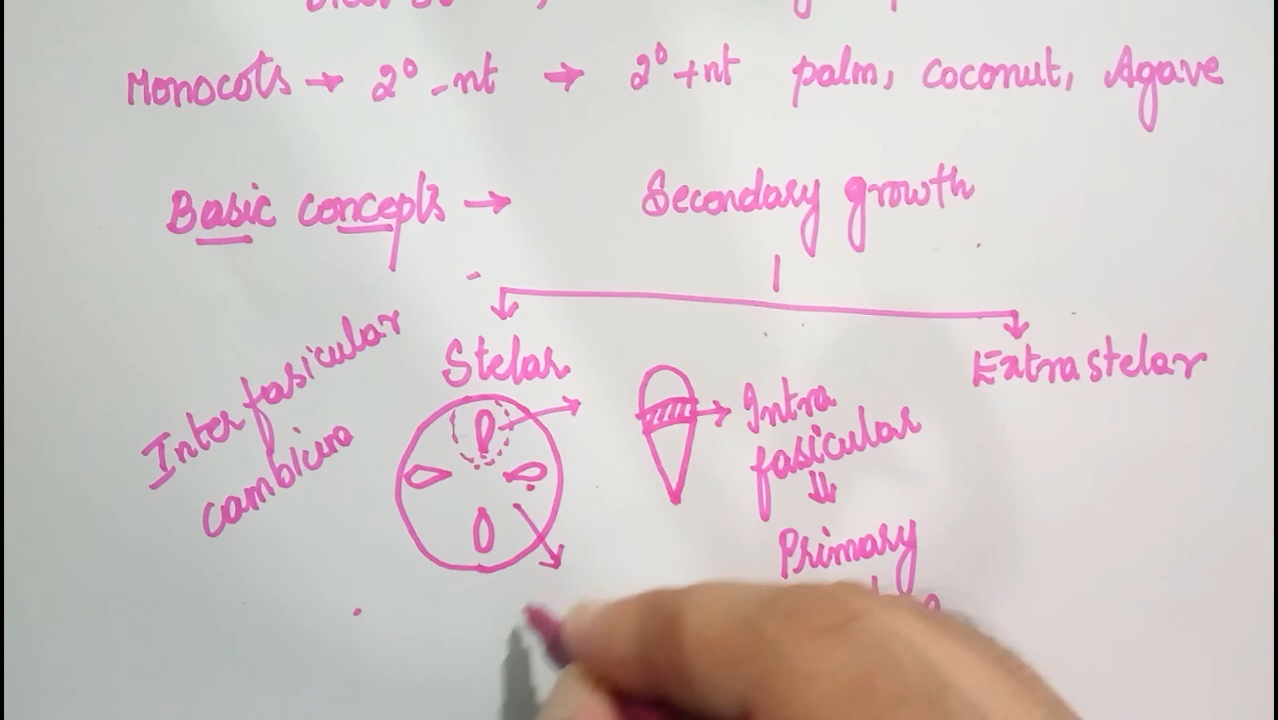 Monocots → 2° -nt → 2° +nt palm, coconut, Agave
Basic concepts → Secondary growth
Stelar
Extrastelar
Inter fasicular
cambium
Intra
fasicular
Primary